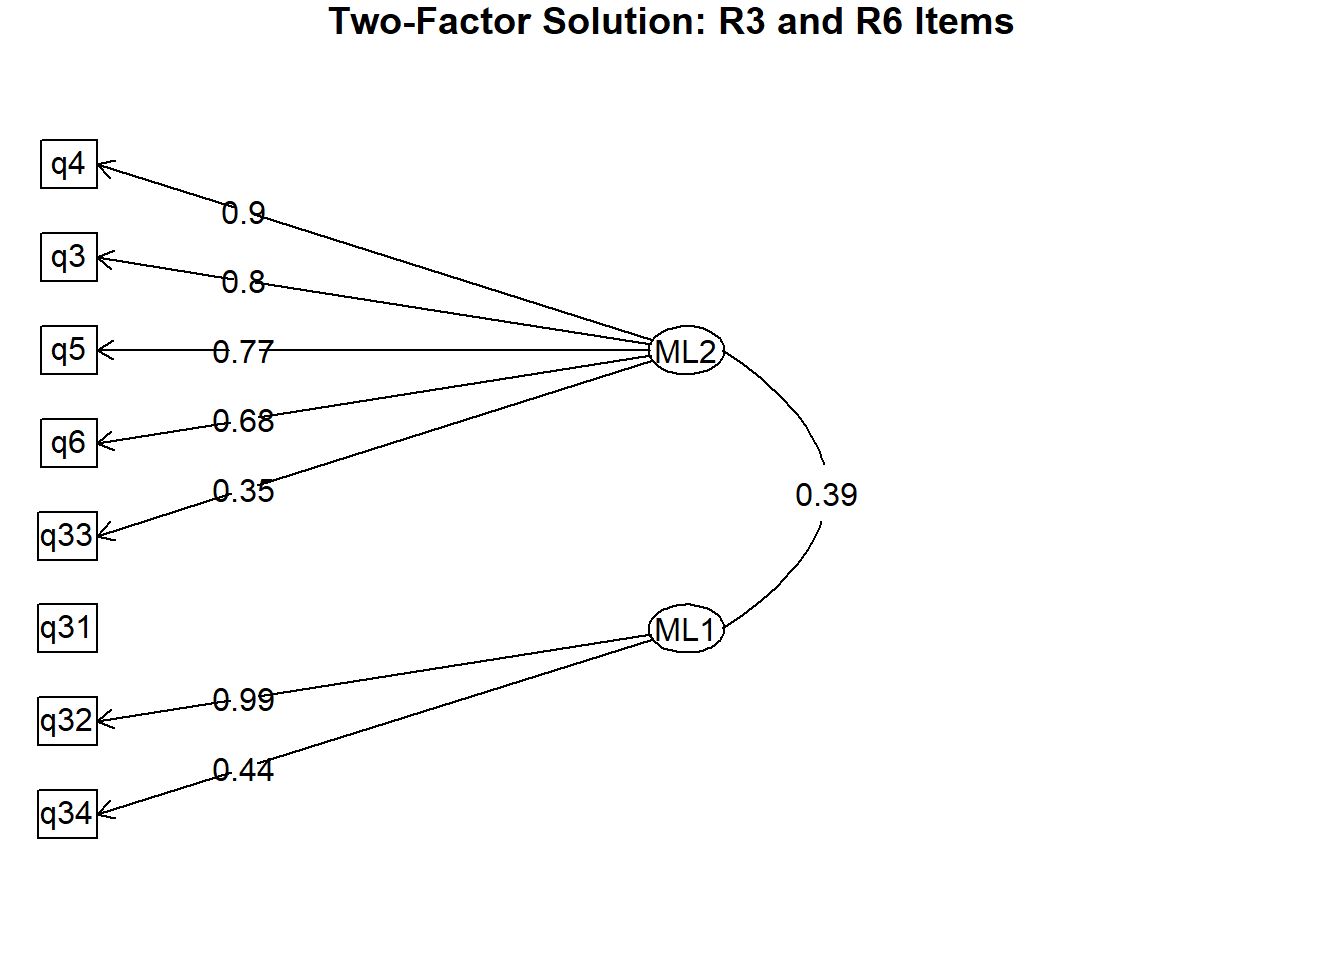 Two-Factor Solution: R3 and R6 Items
q4
0.9
q3
0.8
q5
0.77
ML2
q6
0.68
q33
0.35
0.39
q31
ML1
q32
0.99
q34
0.44